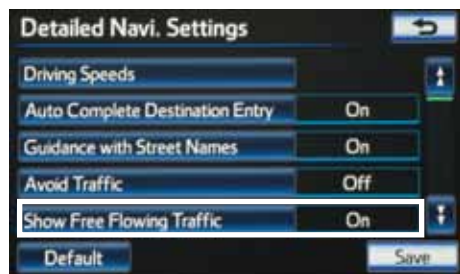 Detailed Navi. Settings
Driving Speeds
Auto Complete Destination Entry On
Guidance with Street Names On
Avoid Traffic Off
Show Free Flowing Traffic On
Default Save